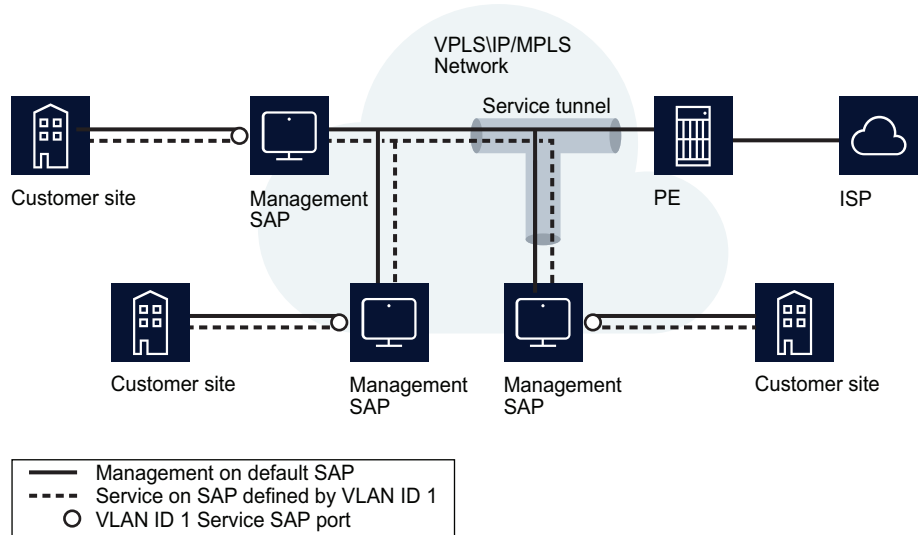 VPLS\IP/MPLS
Network
Service tunnel
Customer site
Management
SAP
PE
ISP
Customer site
Management
SAP
Management
SAP
Customer site
Management on default SAP
Service on SAP defined by VLAN ID 1
VLAN ID 1 Service SAP port